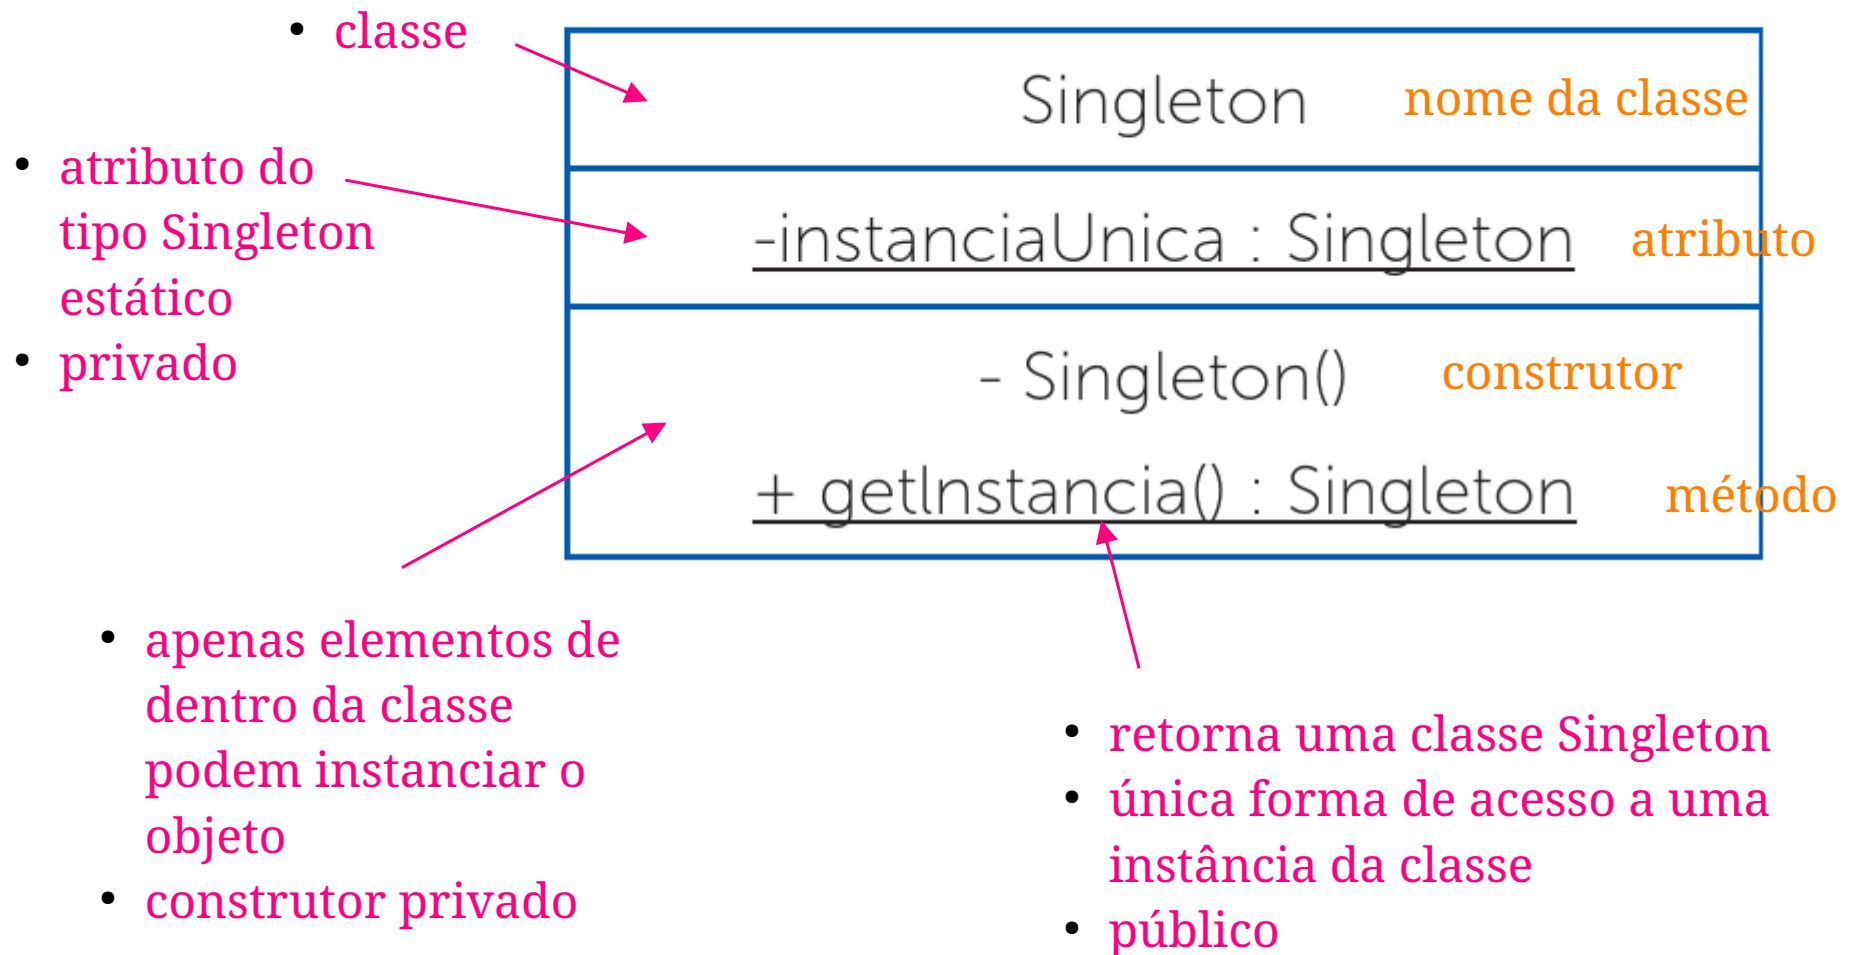 • classe
Singleton nome da classe
• atributo do
tipo Singleton
estático
• privado
-instanciaUnica : Singleton atributo
- Singleton() construtor
+ getInstancia() : Singleton método
• apenas elementos de
dentro da classe
podem instanciar o
objeto
• construtor privado
• retorna uma classe Singleton
• única forma de acesso a uma
instância da classe
• público